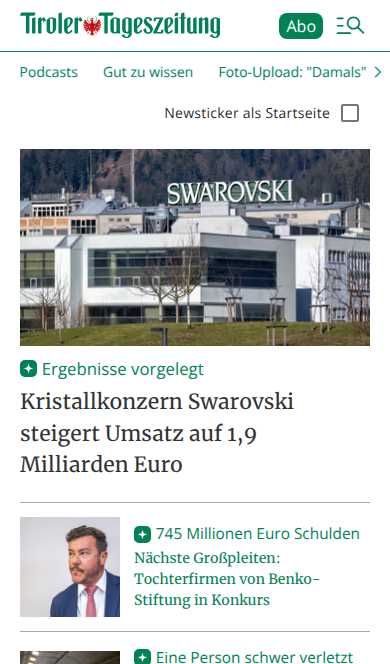 Tiroler Tageszeitung
Abo
Podcasts Gut zu wissen Foto-Upload: "Damals"
Newsticker als Startseite
SWAROVSKI
Ergebnisse vorgelegt
Kristallkonzern Swarovski
steigert Umsatz auf 1,9
Milliarden Euro
745 Millionen Euro Schulden
Nächste Großpleiten:
Tochterfirmen von Benko-
Stiftung in Konkurs
Eine Person schwer verletzt